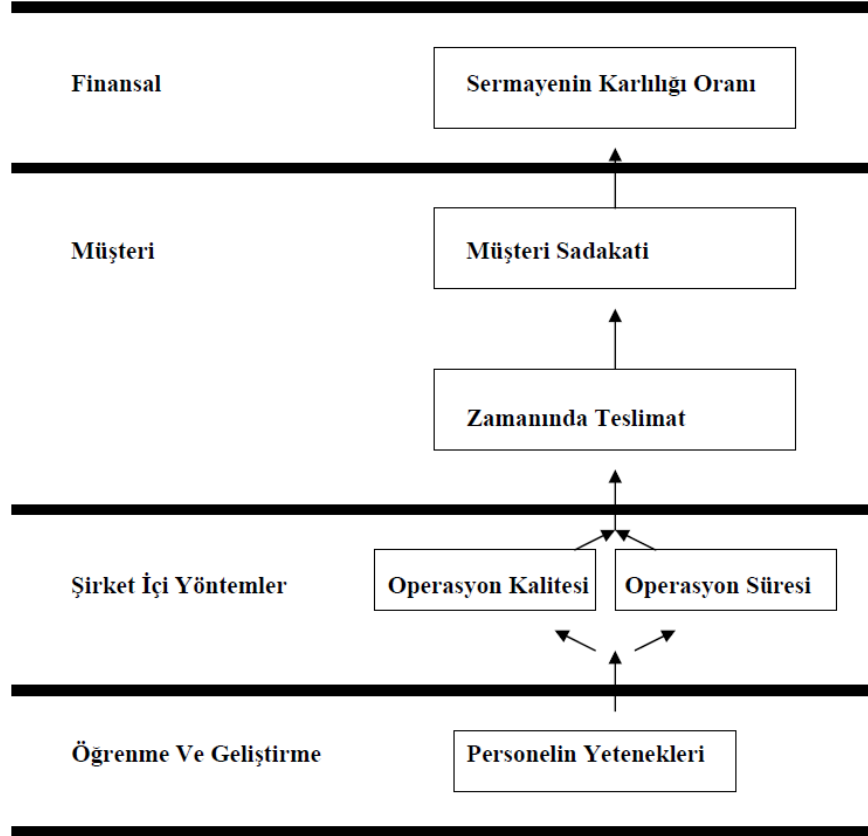 Finansal
Sermayenin Karlılığı Oranı
Müşteri
Müşteri Sadakati
Zamanında Teslimat
Şirket İçi Yöntemler
Operasyon Kalitesi
Operasyon Süresi
Öğrenme Ve Geliştirme
Personelin Yetenekleri